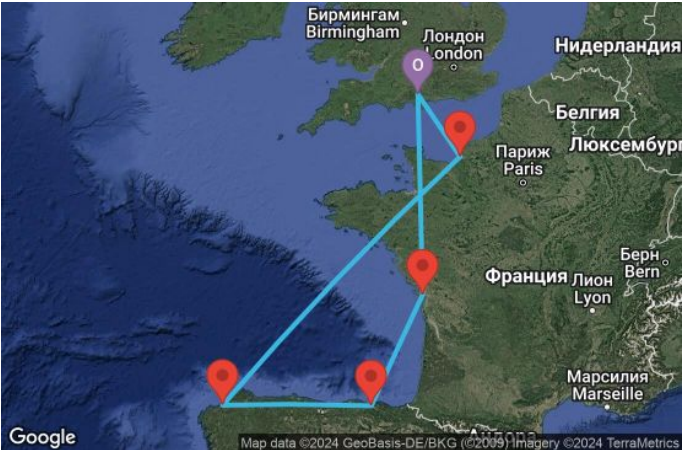 Бирмингам
Birmingham
Лондон
London
Нидерландия
O
Белгия
Люксембург
Париж
Paris
Берн
Bern
Франция
Лион
Lyon
Марсилия
Marseille
Андора
Google
Map data ©2024 GeoBasis-DE/BKG (©2009) Imagery ©2024 TerraMetrics